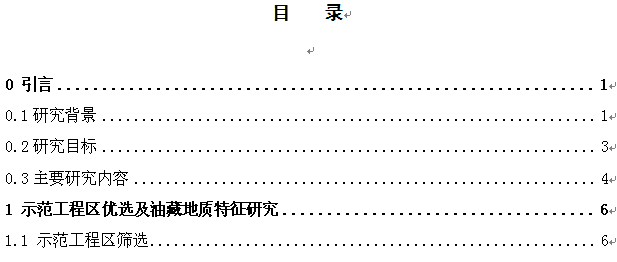 目 录
0 引言 1
0.1研究背景 1
0.2研究目标 3
0.3主要研究内容 4
1 示范工程区优选及油藏地质特征研究 6
1.1 示范工程区筛选 6